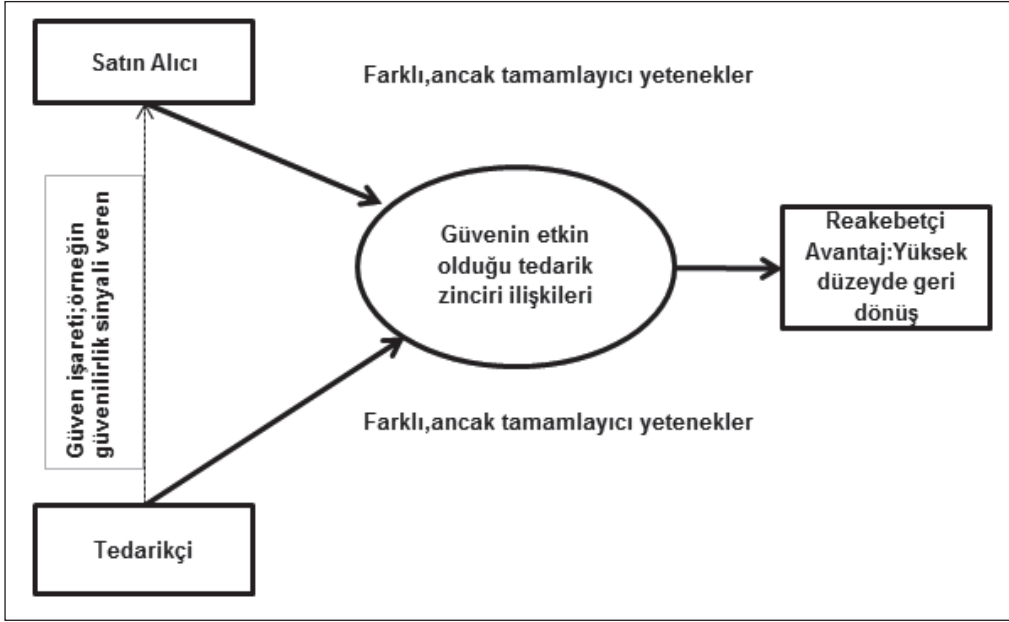 Satın Alıcı
Farklı,ancak tamamlayıcı yetenekler
Güven işareti;örneğin
güvenilirlik sinyali veren
Güvenin etkin
olduğu tedarik
zinciri ilişkileri
Reakebetçi
Avantaj:Yüksek
düzeyde geri
dönüş
Farklı,ancak tamamlayıcı yetenekler
Tedarikçi